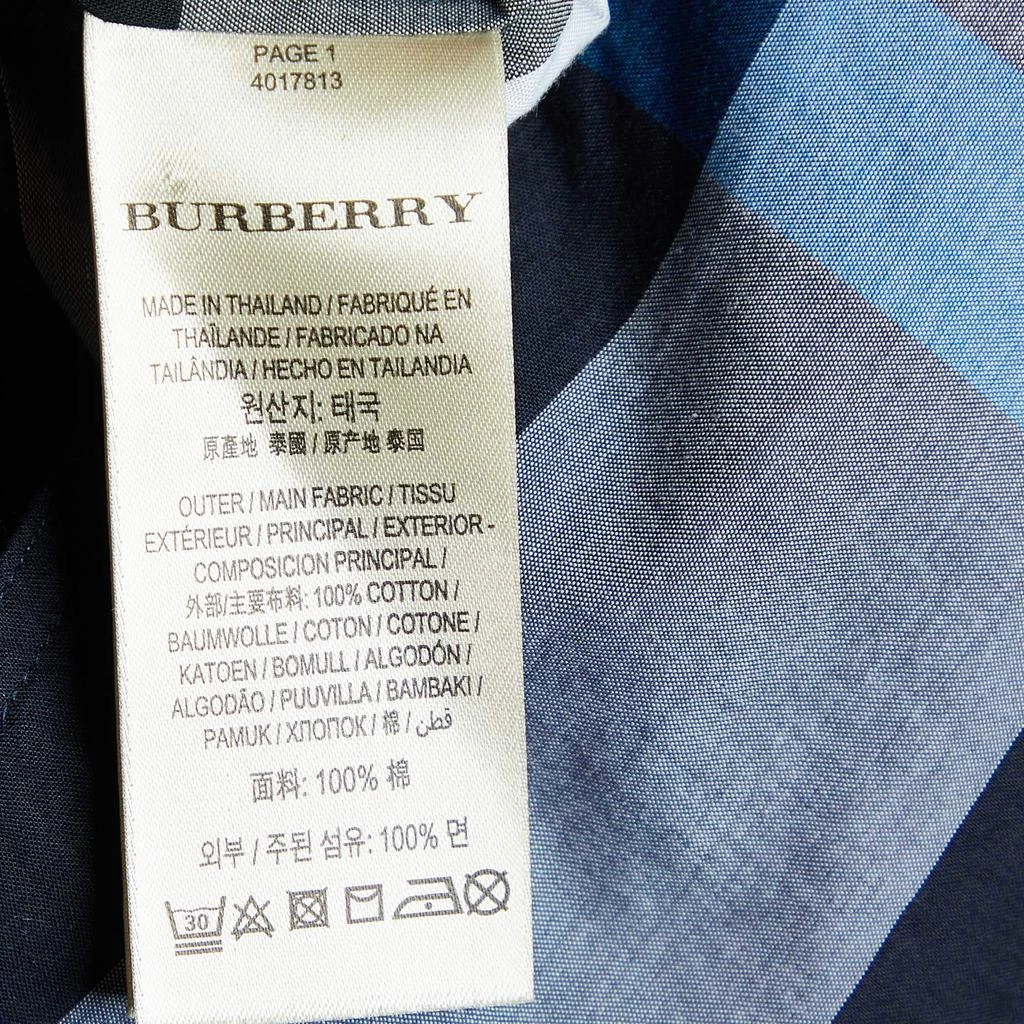 PAGE 1
4017813
BURBERRY
MADE IN THAILAND / FABRIQUÉ EN
THAÏLANDE / FABRICADO NA
TAILÂNDIA / HECHO EN TAILANDIA
원산지: 태국
原產地 泰國 / 原产地 泰国
OUTER / MAIN FABRIC / TISSU
EXTÉRIEUR / PRINCIPAL / EXTERIOR -
COMPOSICION PRINCIPAL /
外部/主要布料: 100% COTTON /
BAUMWOLLE / COTON / COTONE /
KATOEN / BOMULL / ALGODÓN /
ALGODÃO / PUUVILLA / BAMBAKI /
PAMUK / ХЛОПОК / 棉 / قطن
面料: 100% 棉
외부 / 주된 섬유: 100% 면
30